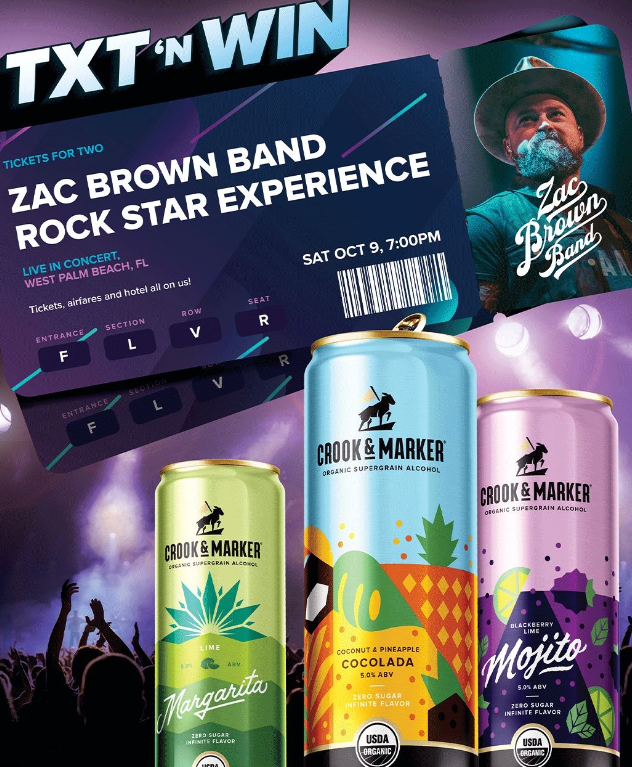 TXT 'N WIN
TICKETS FOR TWO
ZAC BROWN BAND
ROCK STAR EXPERIENCE
LIVE IN CONCERT,
WEST PALM BEACH, FL
Tickets, airfares and hotel all on us!
SAT OCT 9, 7:00PM
ENTRANCE SECTION ROW SEAT
F L V R
ENTRANCE SECTION
F L V R
Zac
Brown
Band
CROOK & MARKER®
ORGANIC SUPERGRAIN ALCOHOL
LIME
ABV
Margarita
ZERO SUGAR
INFINITE FLAVOR
USDA
CROOK & MARKER®
ORGANIC SUPERGRAIN ALCOHOL
COCONUT & PINEAPPLE
COCOLADA
5.0% ABV
ZERO SUGAR
INFINITE FLAVOR
USDA
ORGANIC
CROOK & MARKER®
ORGANIC SUPERGRAIN ALCOHOL
BLACKBERRY
LIME
Mojito
5.0% ABV
ZERO SUGAR
INFINITE FLAVOR
USDA
ORGANIC